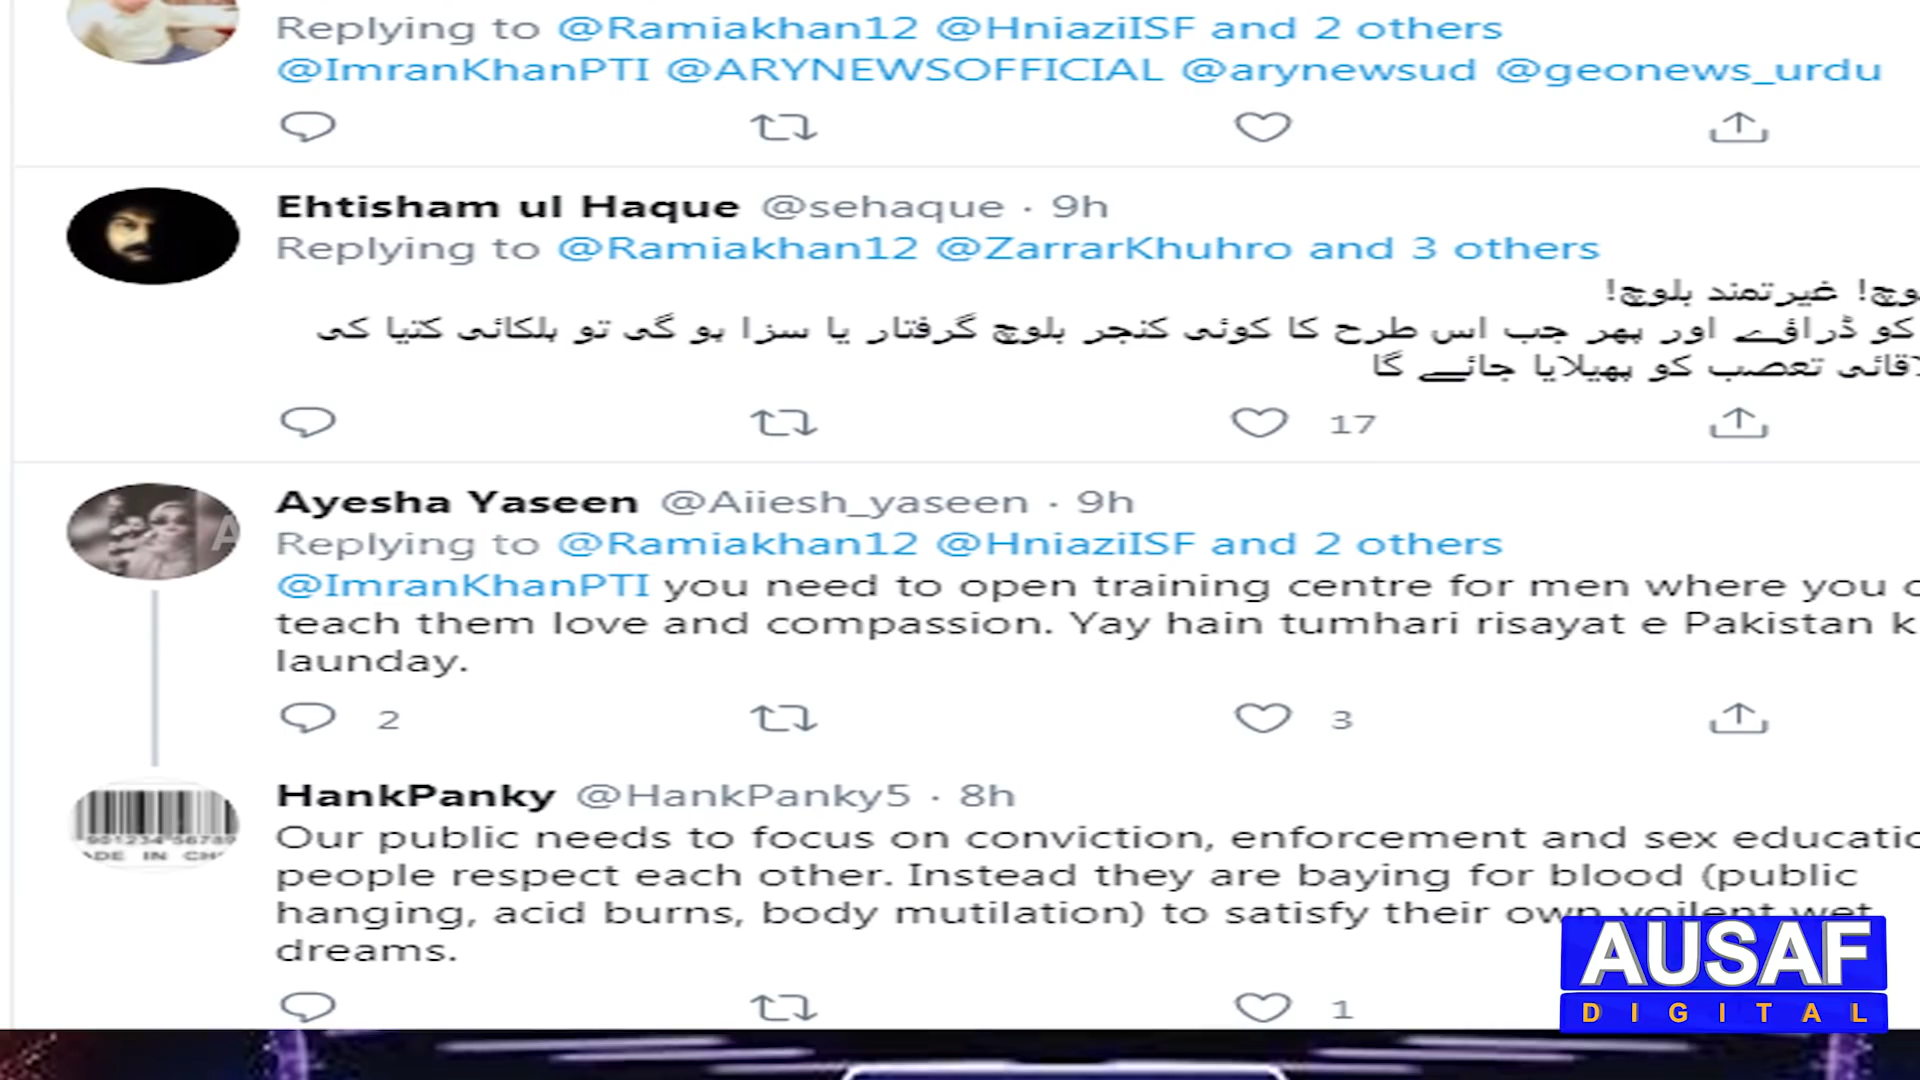 Replying to @Ramiakhan12 @HniaziISF and 2 others
@ImranKhanPTI @ARYNEWSOFFICIAL @arynewsud @geonews_urdu
Ehtisham ul Haque @sehaque · 9h
Replying to @Ramiakhan12 @ZarrarKhuhro and 3 others
! غیرتمند بلوچ!
کو ڈراؤے اور پھر جب اس طرح کا کوئی کنجر بلوچ گرفتار یا سزا ہو گی تو بلکائی کتیا کی
تعصب کو پھیلایا جائے گا
Ayesha Yaseen @Aiiesh_yaseen · 9h
Replying to @Ramiakhan12 @HniaziISF and 2 others
@ImranKhanPTI you need to open training centre for men where you
teach them love and compassion. Yay hain tumhari risayat e Pakistan
launday.
HankPanky @HankPanky5 · 8h
Our public needs to focus on conviction, enforcement and sex
people respect each other. Instead they are baying for blood (public
hanging, acid burns, body mutilation) to satisfy their own voilent wet
dreams.
17
2
3
1
AUSAF
DIGITAL